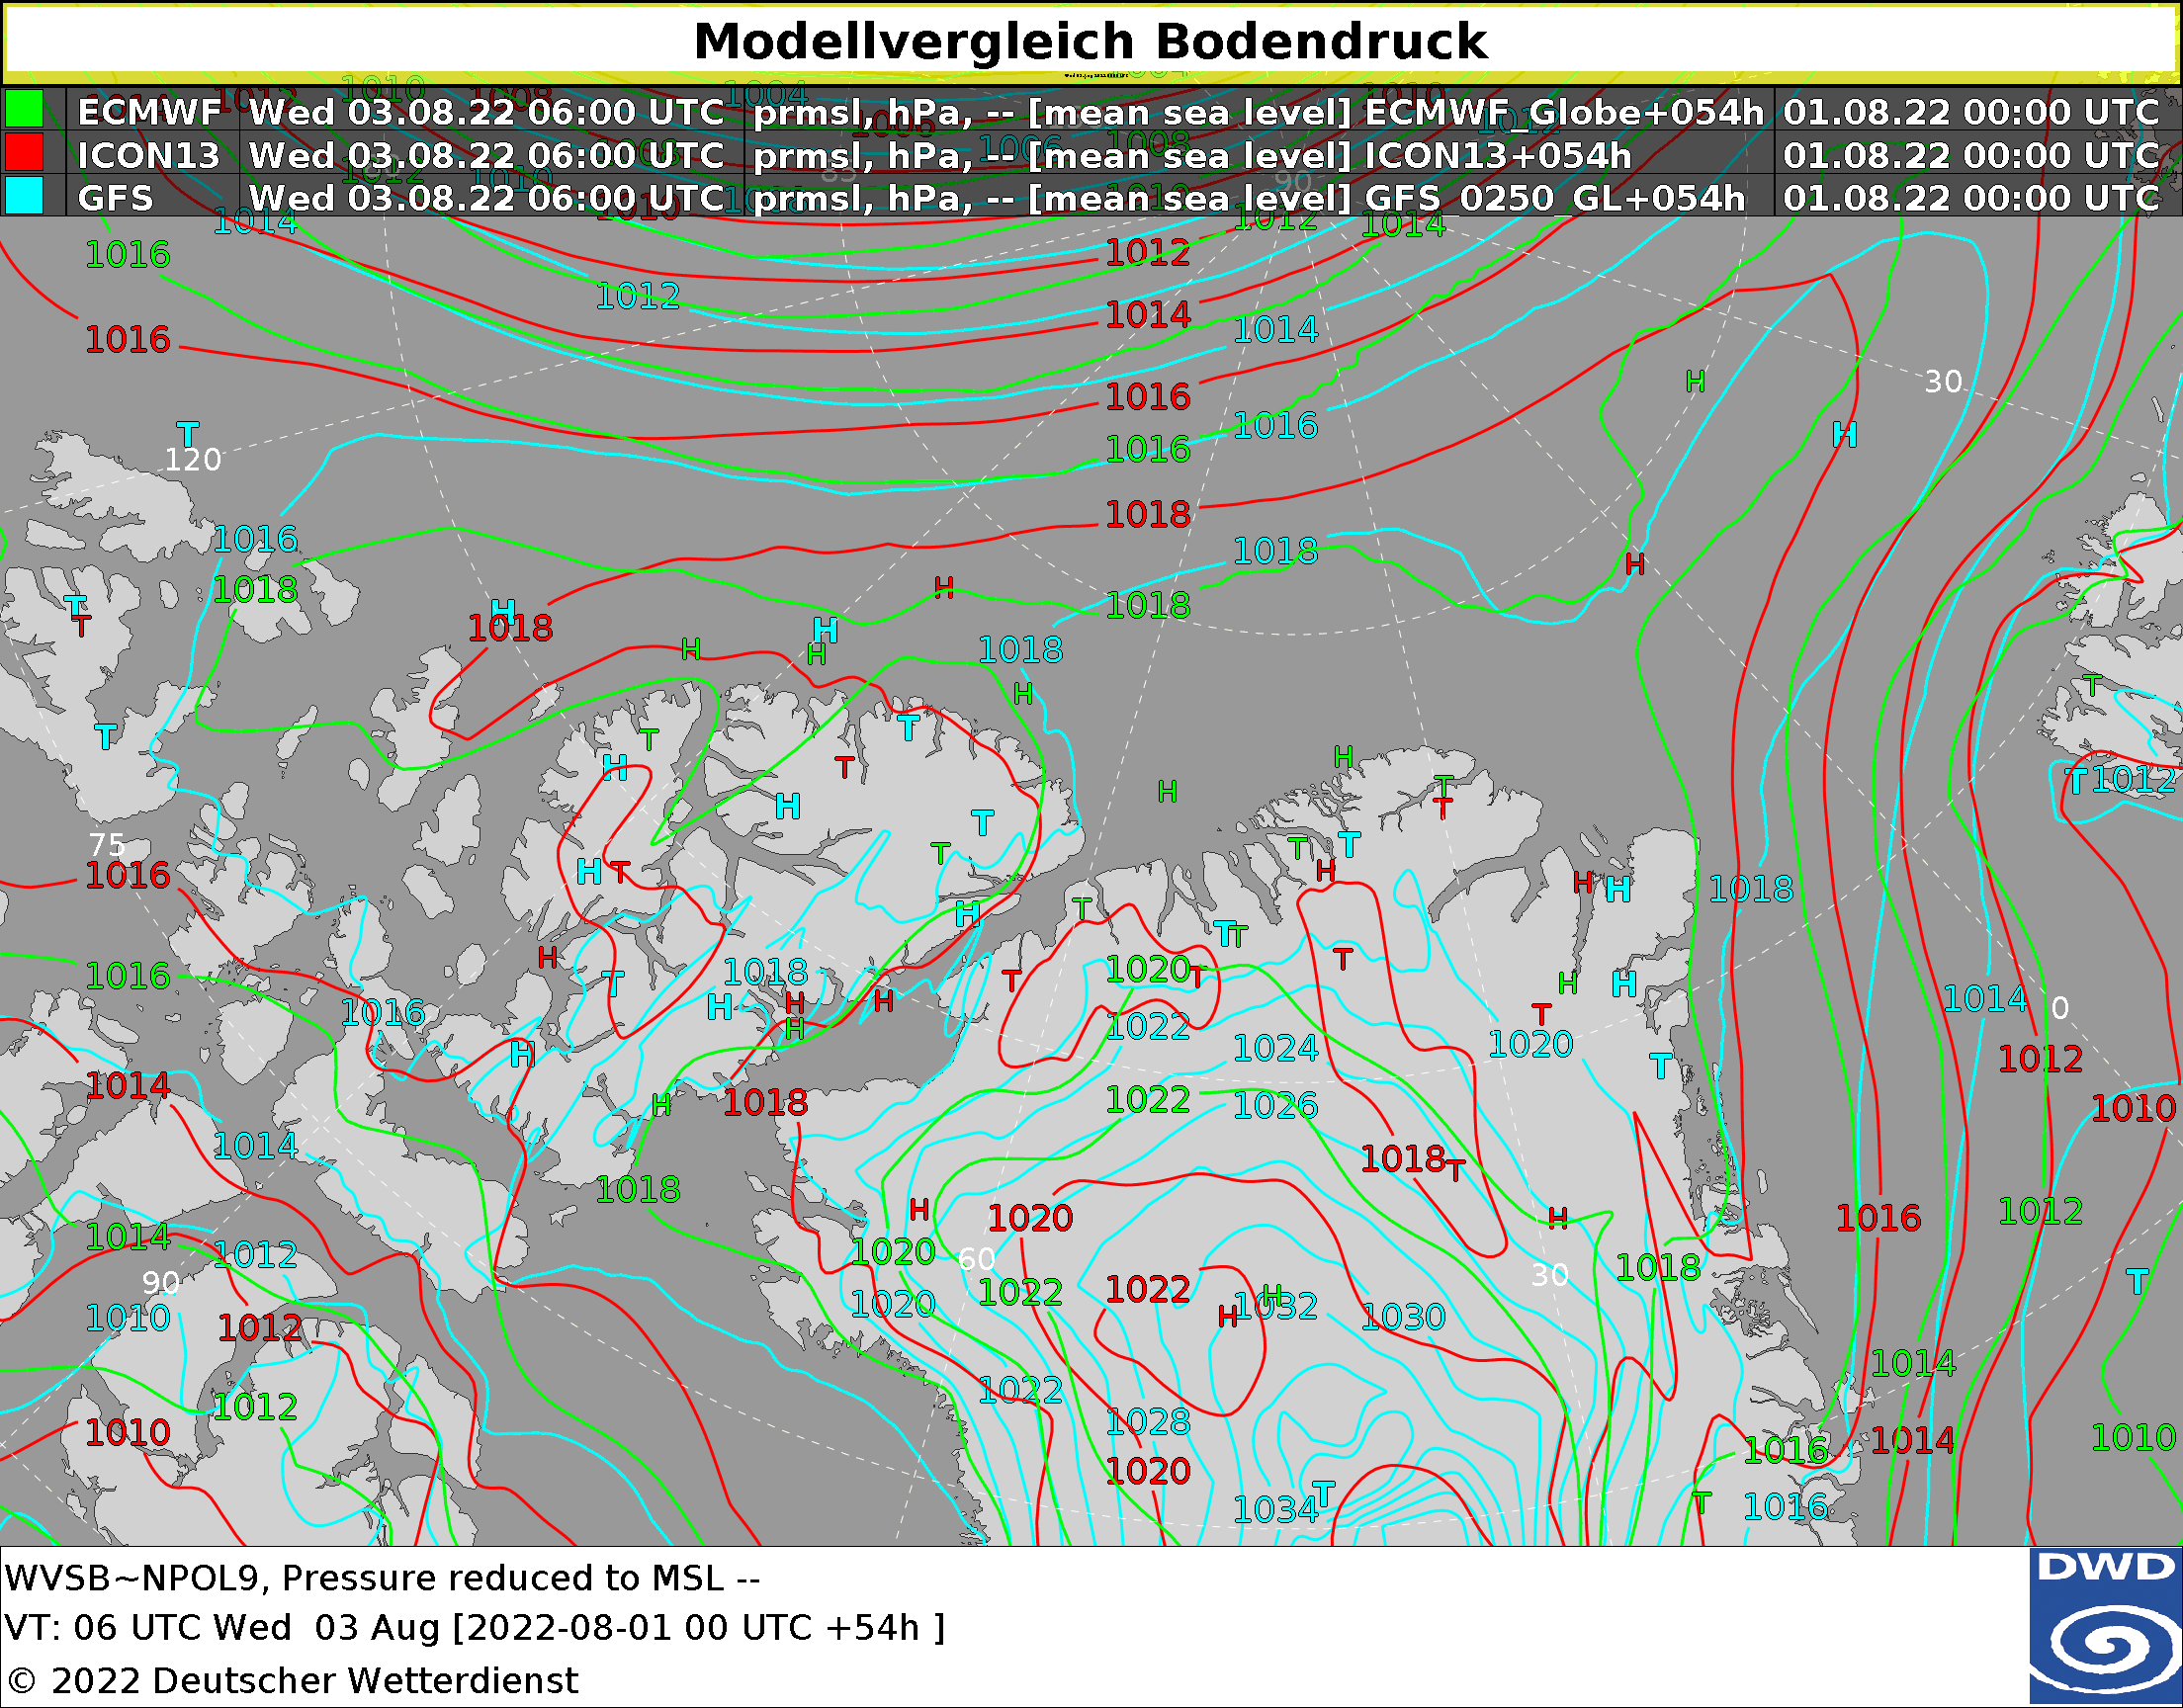 Modellvergleich Bodendruck
ECMWF Wed 03.08.22 06:00 UTC prmsl, hPa, -- [mean sea level] ECMWF_Globe+054h 01.08.22 00:00 UTC
ICON13 Wed 03.08.22 06:00 UTC prmsl, hPa, -- [mean sea level] ICON13+054h 01.08.22 00:00 UTC
GFS Wed 03.08.22 06:00 UTC prmsl, hPa, -- [mean sea level] GFS_0250_GL+054h 01.08.22 00:00 UTC
1014 1012 1014
1016 1012
1012
1014
1016 1014
30
H
1016 1016
T H
1016
120
1018
1016 1018
H
1018 H 1018
T H
T 1018 H
H H 1018
H
T
T T H
H T T 1012
H H T
T T
75 T T
1016 H T H H H 1018
T H
T T
H T
1016 1020 T
T H T H H
1018 1014
1016 H H H T 0
H 1022
H 1024 1020
T 1012
1014
H 1018 1022 1026 1010
1014 1018 T
1018
H 1020 H 1016 1012
1014
1012 1020 60
90 1018 30
T
1022 1022 H
1010 1020 H 1032 1030
1012
1014
1022
1012
1010 1028 1016 1014 1010
1020
1034 T T 1016
WVSB~NPOL9, Pressure reduced to MSL --
VT: 06 UTC Wed 03 Aug [2022-08-01 00 UTC +54h ]
© 2022 Deutscher Wetterdienst
DWD